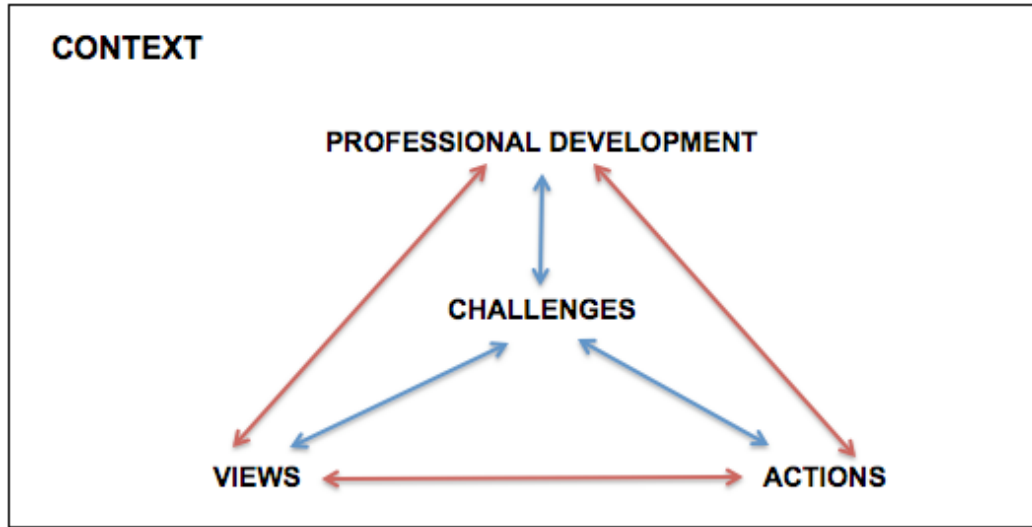 CONTEXT
PROFESSIONAL DEVELOPMENT
CHALLENGES
VIEWS
ACTIONS